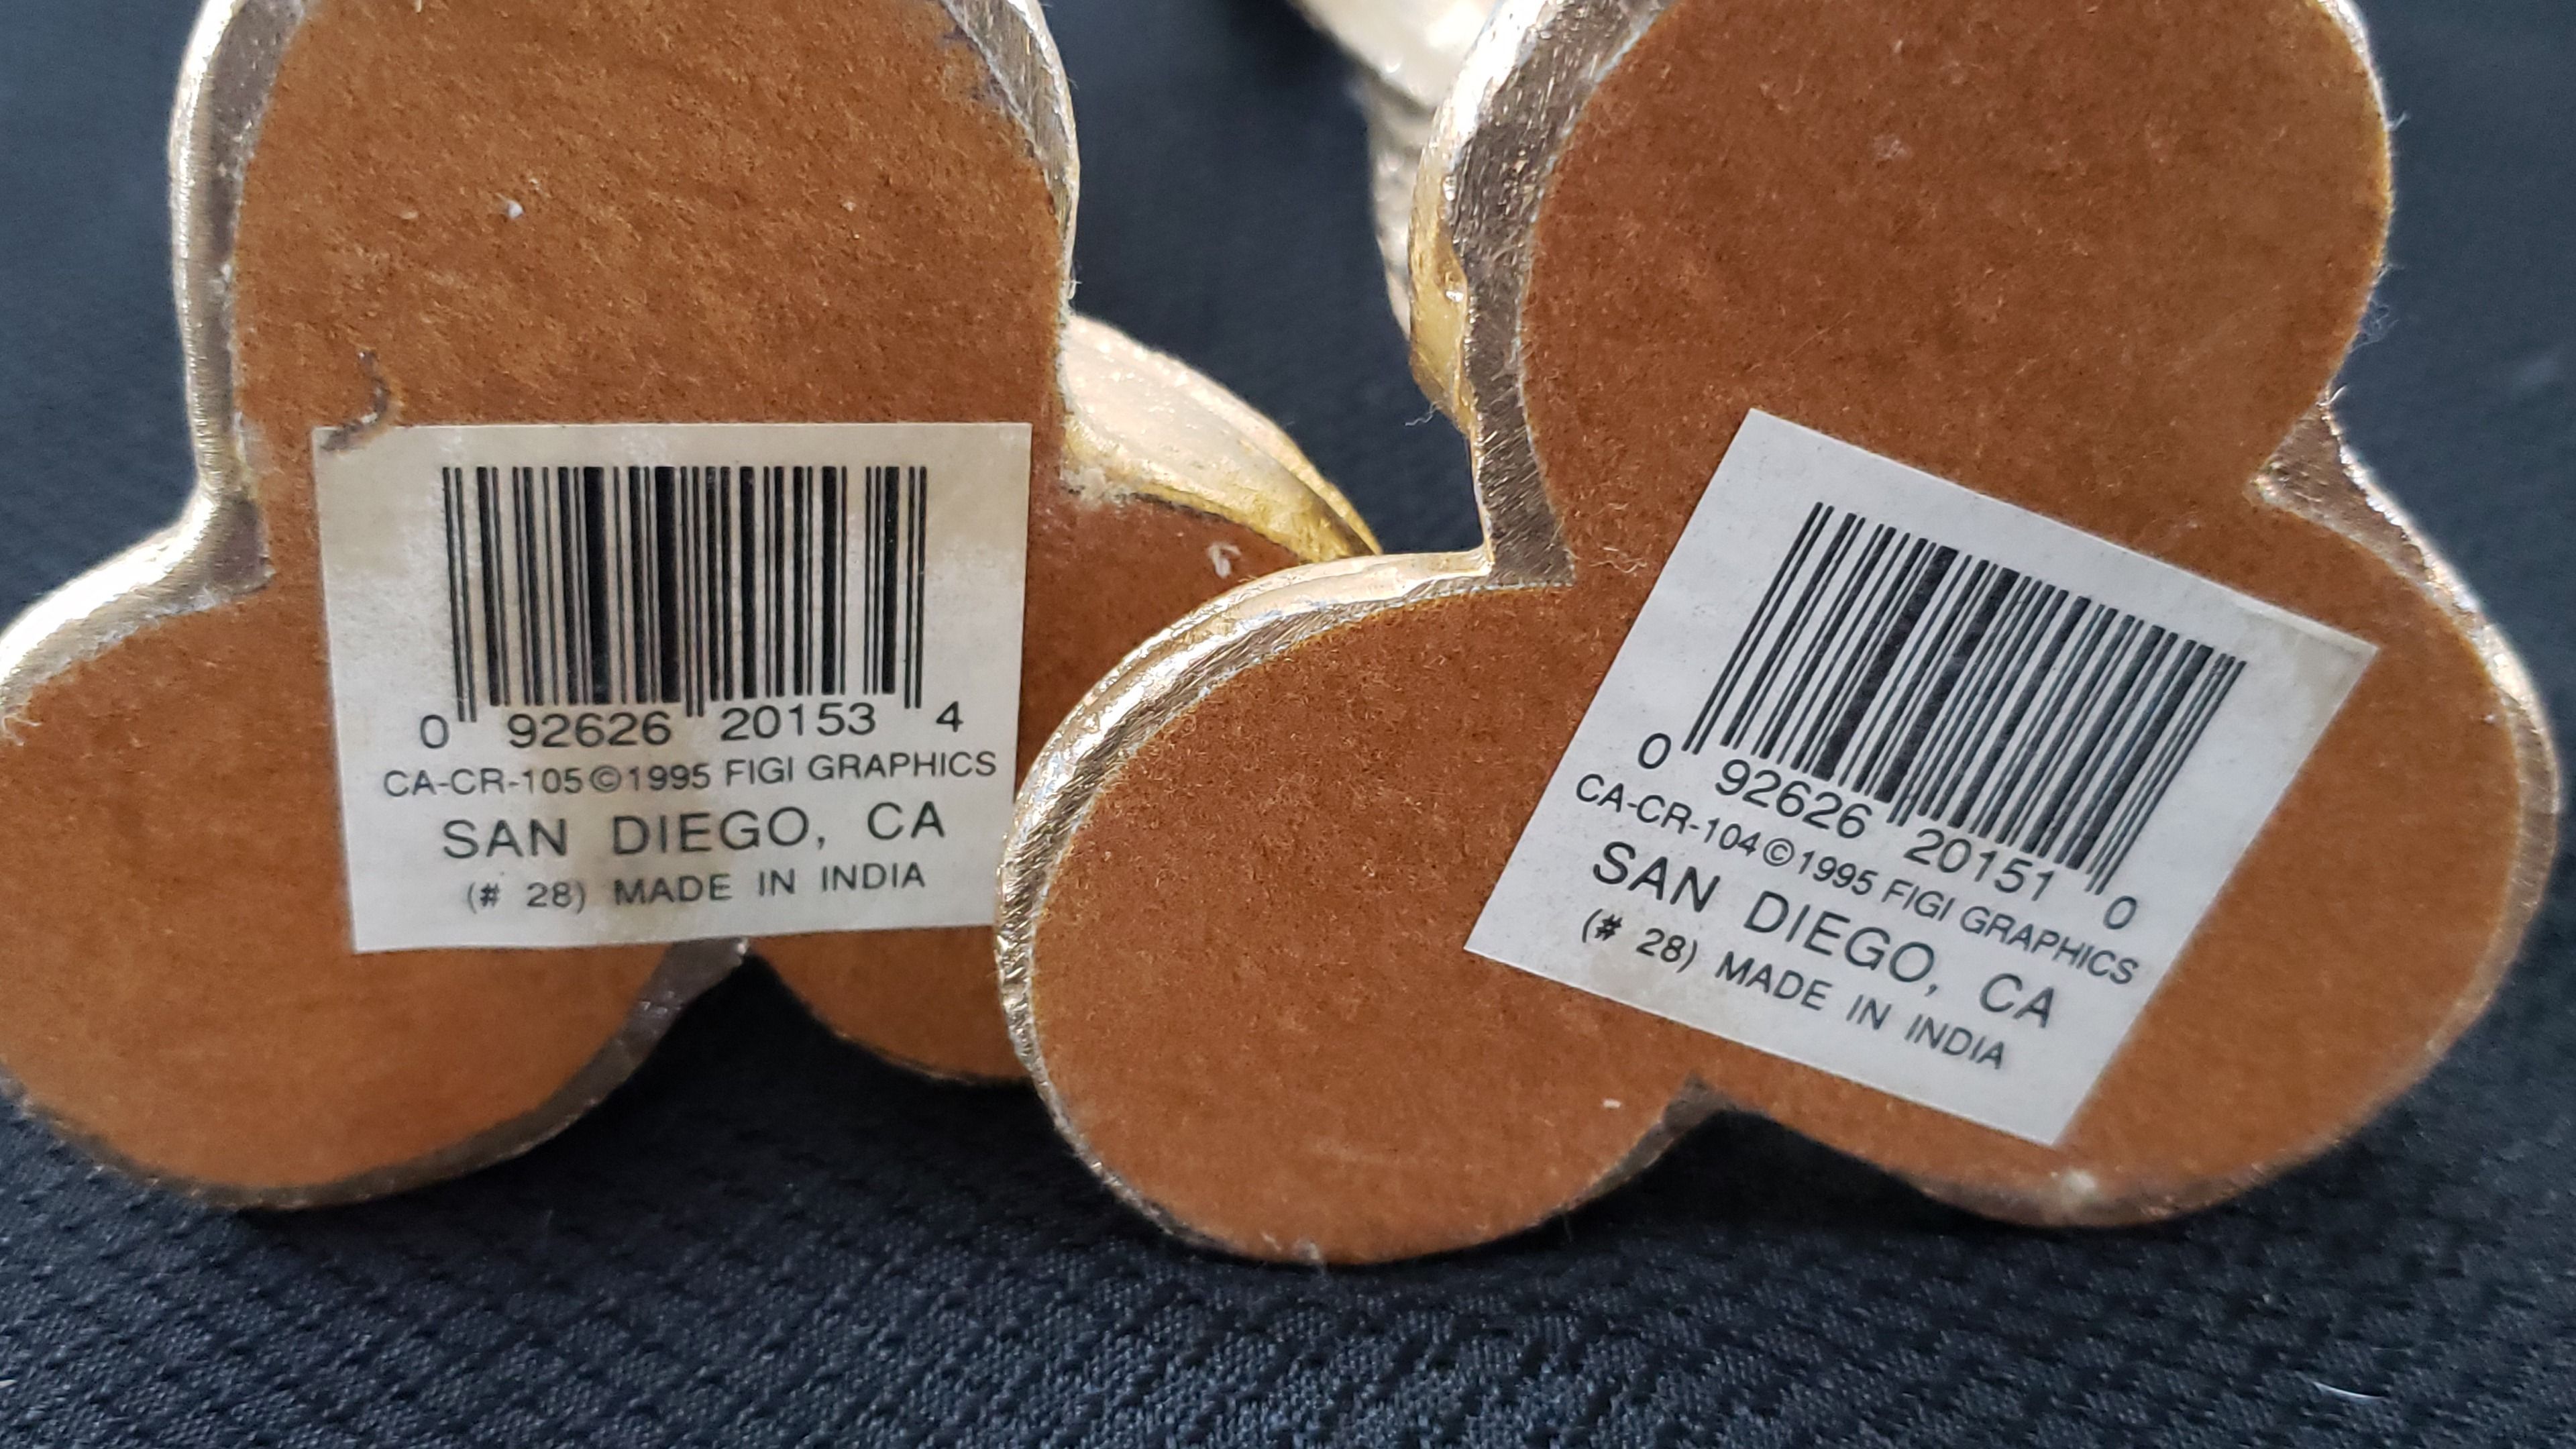 0 92626 20153 4
CA-CR-105©1995 FIGI GRAPHICS
SAN DIEGO, CA
(# 28) MADE IN INDIA
0 92626 20151 0
CA-CR-104©1995 FIGI GRAPHICS
SAN DIEGO, CA
(# 28) MADE IN INDIA